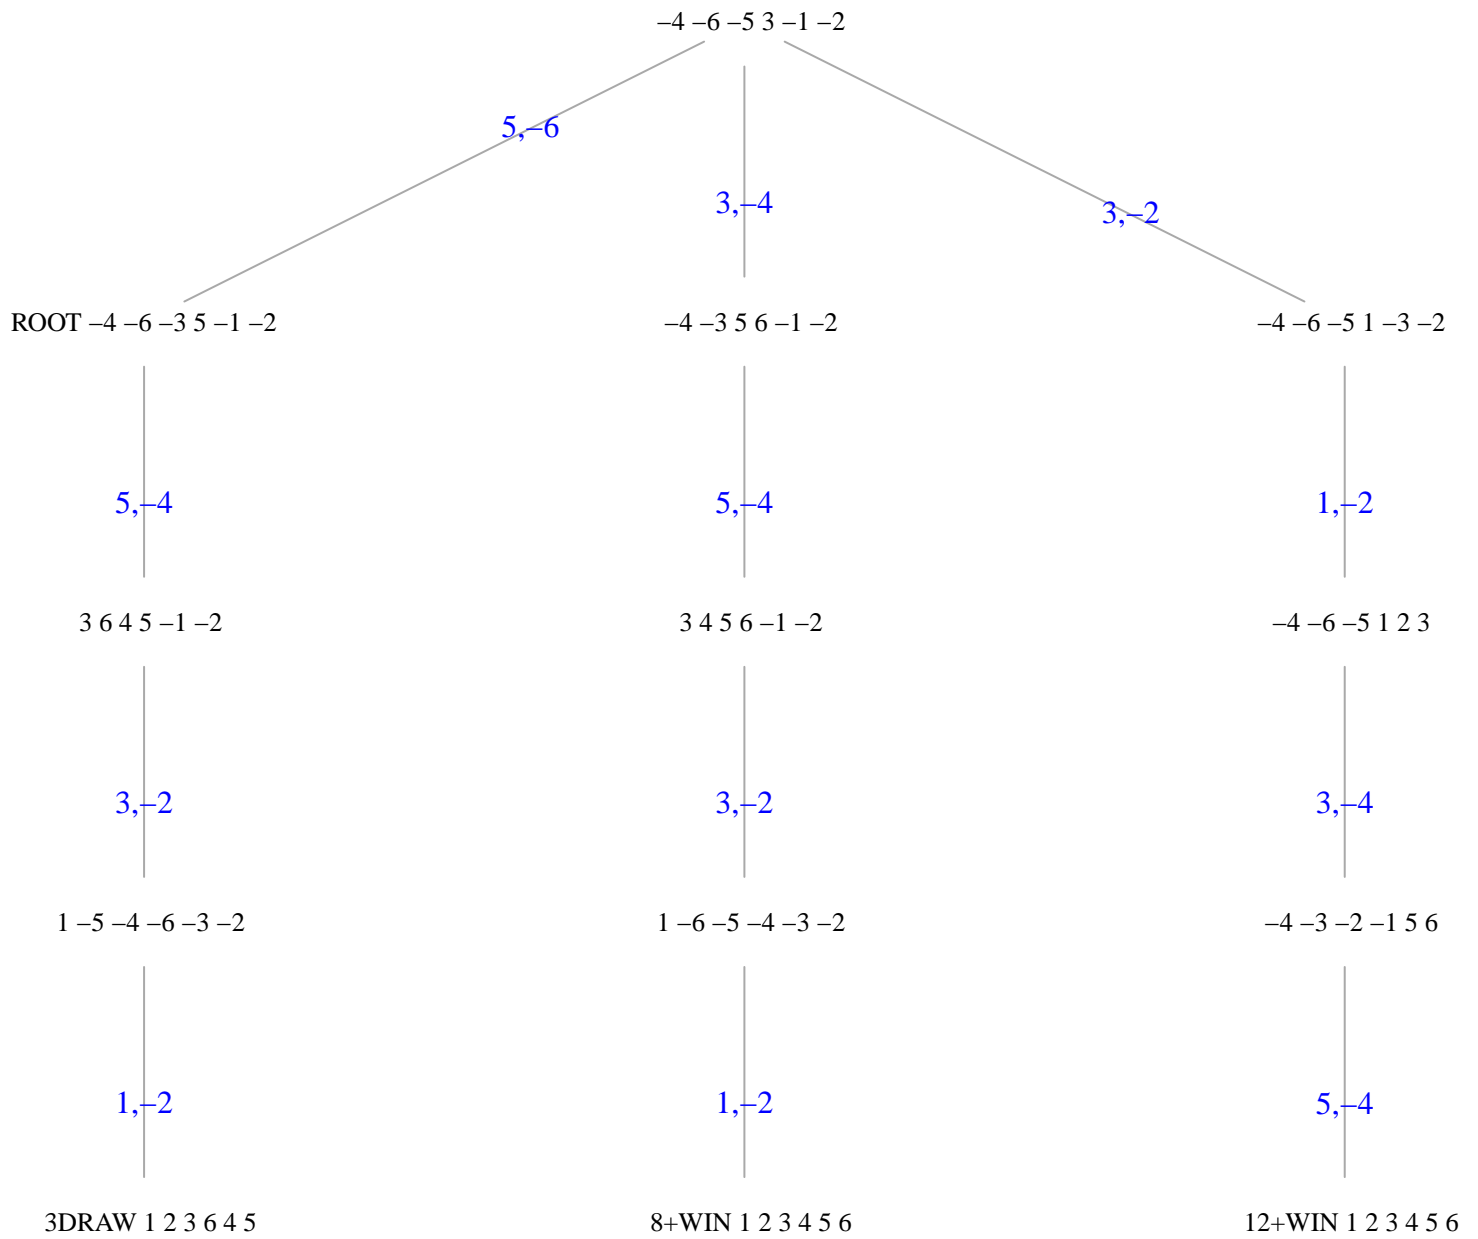 –4 –6 –5 3 –1 –2
5,–6
3,–4
3,–2
ROOT –4 –6 –3 5 –1 –2
–4 –3 5 6 –1 –2
–4 –6 –5 1 –3 –2
5,–4
5,–4
1,–2
3 6 4 5 –1 –2
3 4 5 6 –1 –2
–4 –6 –5 1 2 3
3,–2
3,–2
3,–4
1 –5 –4 –6 –3 –2
1 –6 –5 –4 –3 –2
–4 –3 –2 –1 5 6
1,–2
1,–2
5,–4
3DRAW 1 2 3 6 4 5
8+WIN 1 2 3 4 5 6
12+WIN 1 2 3 4 5 6